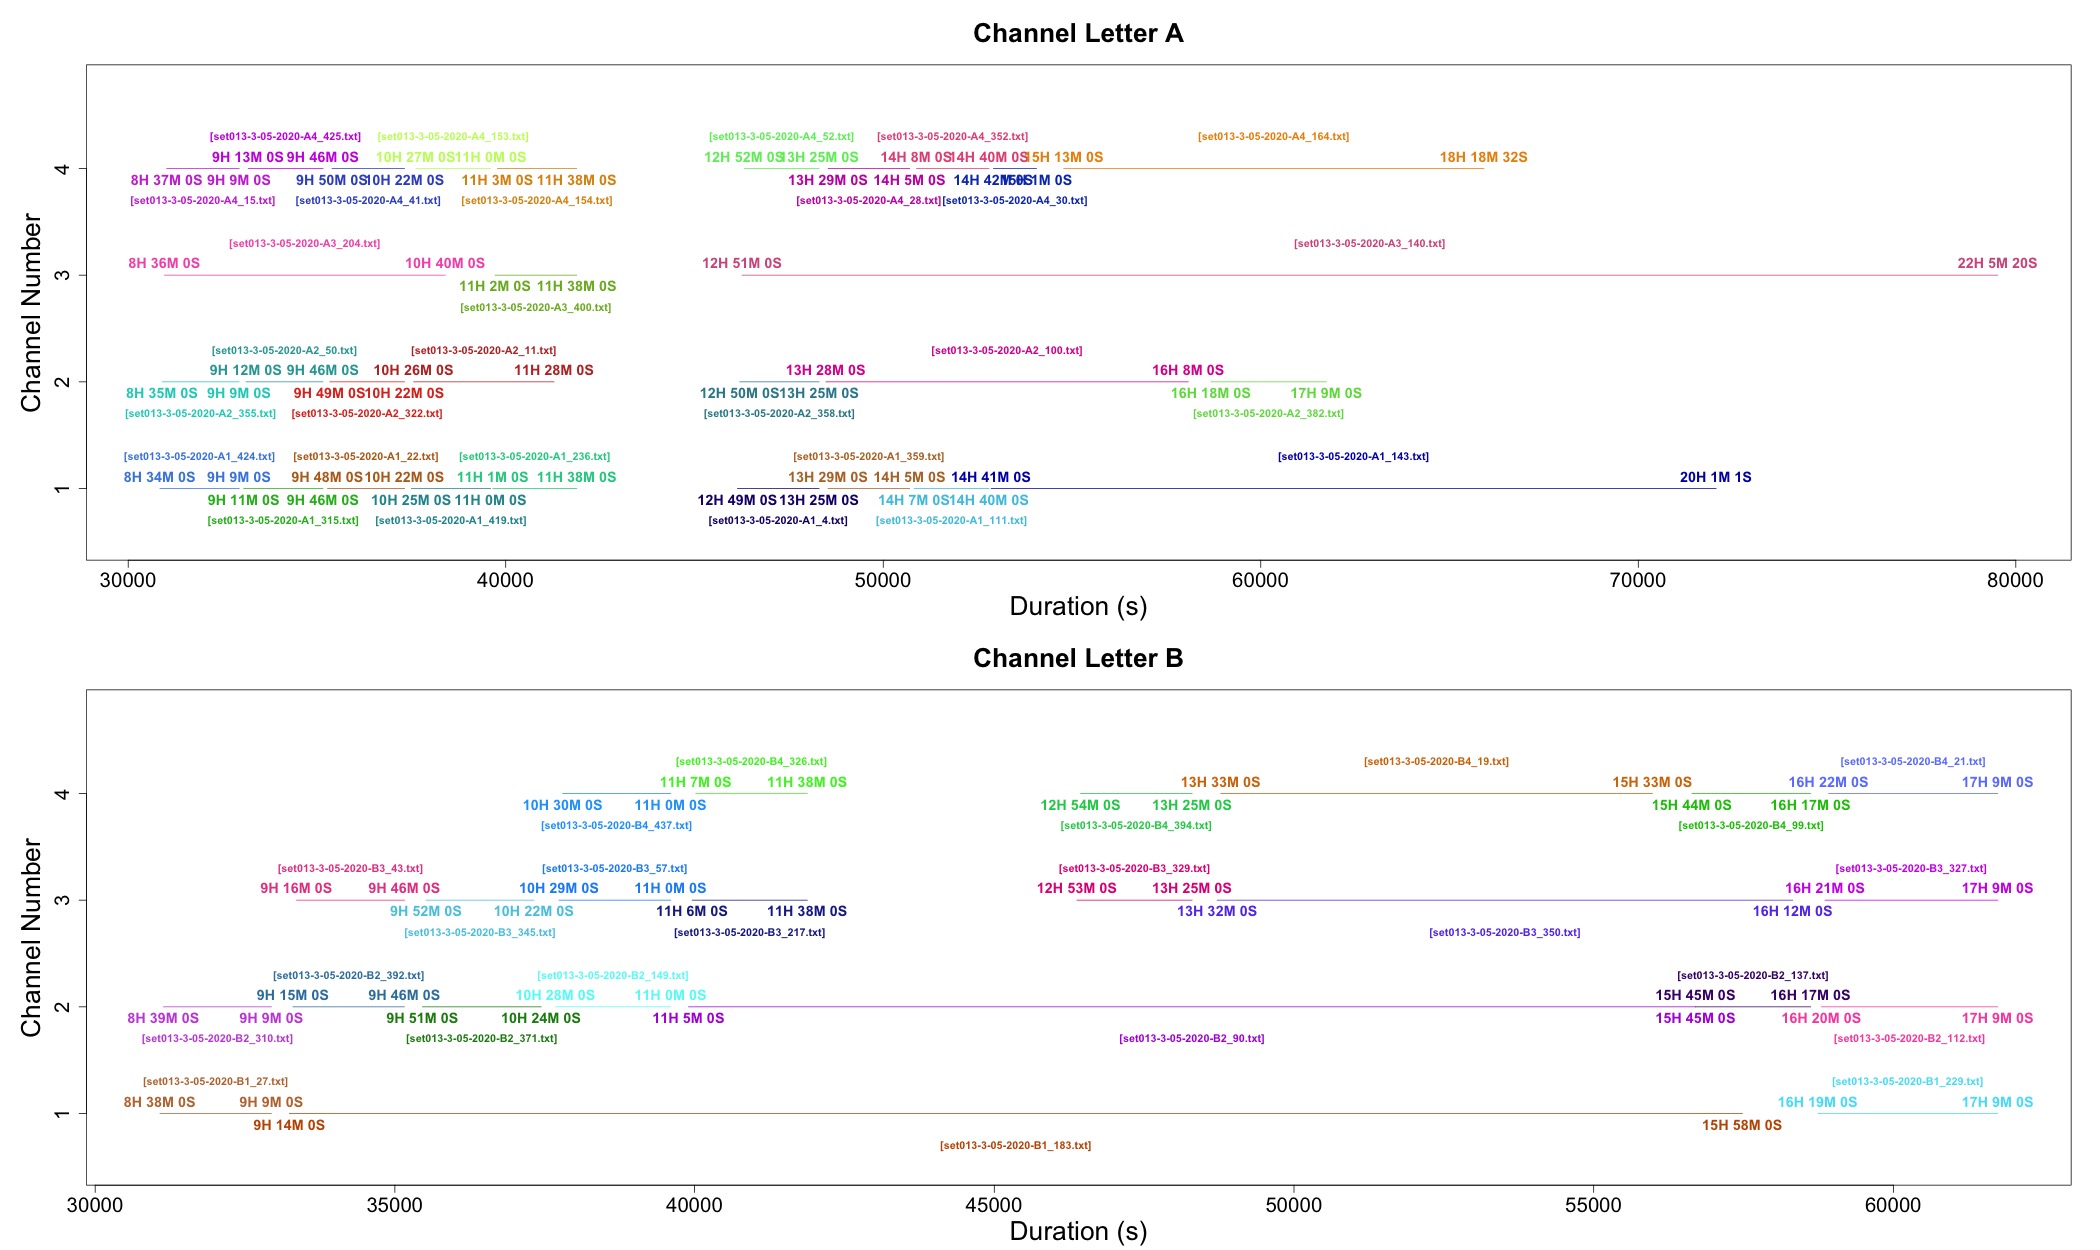 Channel Letter A
[set013-3-05-2020-A4_425.txt] [set013-3-05-2020-A4_153.txt] [set013-3-05-2020-A4_52.txt] [set013-3-05-2020-A4_352.txt] [set013-3-05-2020-A4_164.txt]
9H 13M 0S 9H 46M 0S 10H 27M 0S 11H 0M 0S 12H 52M 0S 13H 25M 0S 14H 8M 0S 14H 40M 0S 15H 13M 0S 18H 18M 32S
4
8H 37M 0S 9H 9M 0S 9H 50M 0S 10H 22M 0S 11H 3M 0S 11H 38M 0S 13H 29M 0S 14H 5M 0S 14H 42M 0S 15H 1M 0S
[set013-3-05-2020-A4_15.txt] [set013-3-05-2020-A4_41.txt] [set013-3-05-2020-A4_154.txt] [set013-3-05-2020-A4_28.txt] [set013-3-05-2020-A4_30.txt]
[set013-3-05-2020-A3_204.txt] [set013-3-05-2020-A3_140.txt]
8H 36M 0S 10H 40M 0S 12H 51M 0S 22H 5M 20S
3
11H 2M 0S 11H 38M 0S
[set013-3-05-2020-A3_400.txt]
[set013-3-05-2020-A2_50.txt] [set013-3-05-2020-A2_11.txt] [set013-3-05-2020-A2_100.txt]
9H 12M 0S 9H 46M 0S 10H 26M 0S 11H 28M 0S 13H 28M 0S 16H 8M 0S
2
8H 35M 0S 9H 9M 0S 9H 49M 0S 10H 22M 0S 12H 50M 0S 13H 25M 0S 16H 18M 0S 17H 9M 0S
[set013-3-05-2020-A2_355.txt] [set013-3-05-2020-A2_322.txt] [set013-3-05-2020-A2_358.txt] [set013-3-05-2020-A2_382.txt]
[set013-3-05-2020-A1_424.txt] [set013-3-05-2020-A1_22.txt] [set013-3-05-2020-A1_236.txt] [set013-3-05-2020-A1_359.txt] [set013-3-05-2020-A1_143.txt]
8H 34M 0S 9H 9M 0S 9H 48M 0S 10H 22M 0S 11H 1M 0S 11H 38M 0S 13H 29M 0S 14H 5M 0S 14H 41M 0S 20H 1M 1S
1
9H 11M 0S 9H 46M 0S 10H 25M 0S 11H 0M 0S 12H 49M 0S 13H 25M 0S 14H 7M 0S 14H 40M 0S
[set013-3-05-2020-A1_315.txt] [set013-3-05-2020-A1_419.txt] [set013-3-05-2020-A1_4.txt] [set013-3-05-2020-A1_111.txt]
Channel Number
30000 40000 50000 60000 70000 80000
Duration (s)
Channel Letter B
[set013-3-05-2020-B4_326.txt] [set013-3-05-2020-B4_19.txt] [set013-3-05-2020-B4_21.txt]
11H 7M 0S 11H 38M 0S 13H 33M 0S 15H 33M 0S 16H 22M 0S 17H 9M 0S
4
10H 30M 0S 11H 0M 0S 12H 54M 0S 13H 25M 0S 15H 44M 0S 16H 17M 0S
[set013-3-05-2020-B4_437.txt] [set013-3-05-2020-B4_394.txt] [set013-3-05-2020-B4_99.txt]
[set013-3-05-2020-B3_43.txt] [set013-3-05-2020-B3_57.txt] [set013-3-05-2020-B3_329.txt] [set013-3-05-2020-B3_327.txt]
9H 16M 0S 9H 46M 0S 10H 29M 0S 11H 0M 0S 12H 53M 0S 13H 25M 0S 16H 21M 0S 17H 9M 0S
3
9H 52M 0S 10H 22M 0S 11H 6M 0S 11H 38M 0S 13H 32M 0S 16H 12M 0S
[set013-3-05-2020-B3_345.txt] [set013-3-05-2020-B3_217.txt] [set013-3-05-2020-B3_350.txt]
[set013-3-05-2020-B2_392.txt] [set013-3-05-2020-B2_149.txt] [set013-3-05-2020-B2_137.txt]
9H 15M 0S 9H 46M 0S 10H 28M 0S 11H 0M 0S 15H 45M 0S 16H 17M 0S
2
8H 39M 0S 9H 9M 0S 9H 51M 0S 10H 24M 0S 11H 5M 0S 15H 45M 0S 16H 20M 0S 17H 9M 0S
[set013-3-05-2020-B2_310.txt] [set013-3-05-2020-B2_371.txt] [set013-3-05-2020-B2_90.txt] [set013-3-05-2020-B2_112.txt]
[set013-3-05-2020-B1_27.txt] [set013-3-05-2020-B1_229.txt]
8H 38M 0S 9H 9M 0S 16H 19M 0S 17H 9M 0S
1
9H 14M 0S 15H 58M 0S
[set013-3-05-2020-B1_183.txt]
Channel Number
30000 35000 40000 45000 50000 55000 60000
Duration (s)